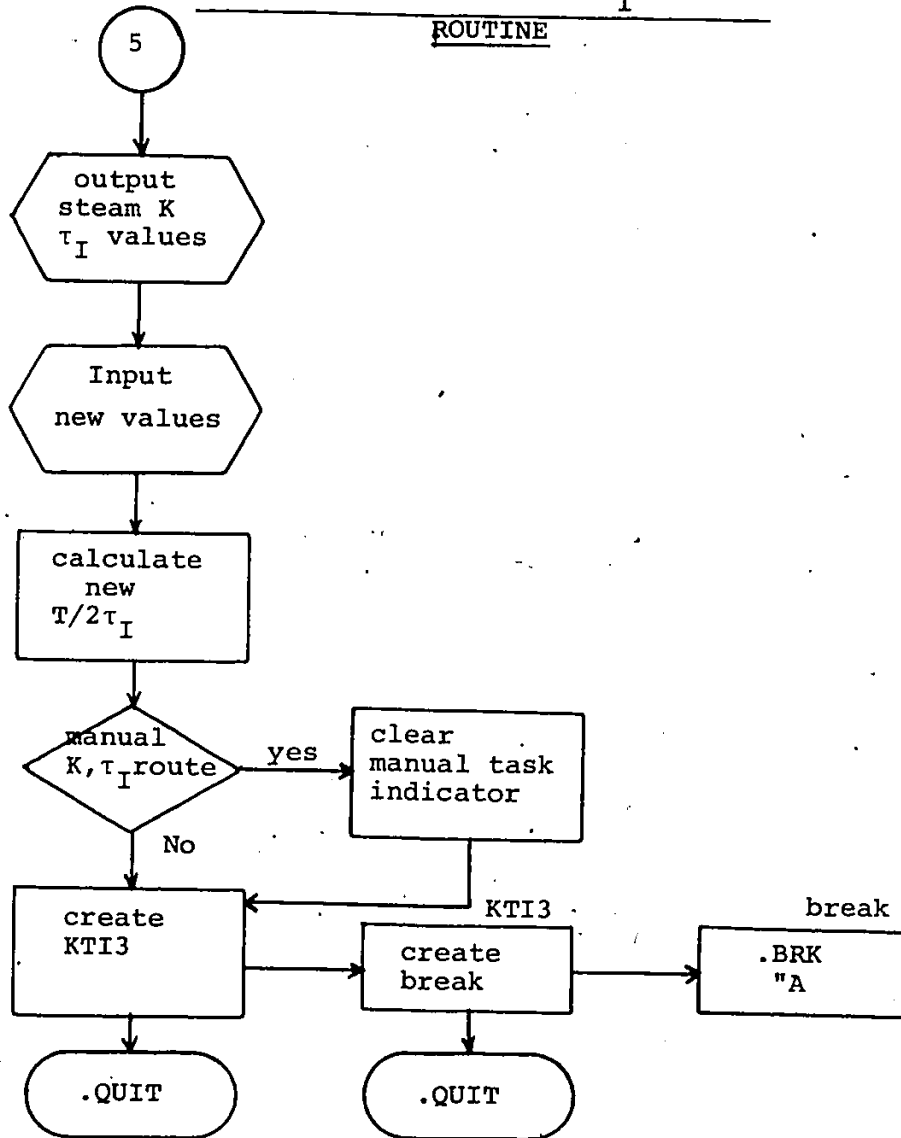 I
ROUTINE
5
output
steam K
τI values
Input
new values
calculate
new
T/2τI
manual
K,τI route
yes
clear
manual task
indicator
No
create
KTI3
KTI3
create
break
break
.BRK
"A
.QUIT
.QUIT